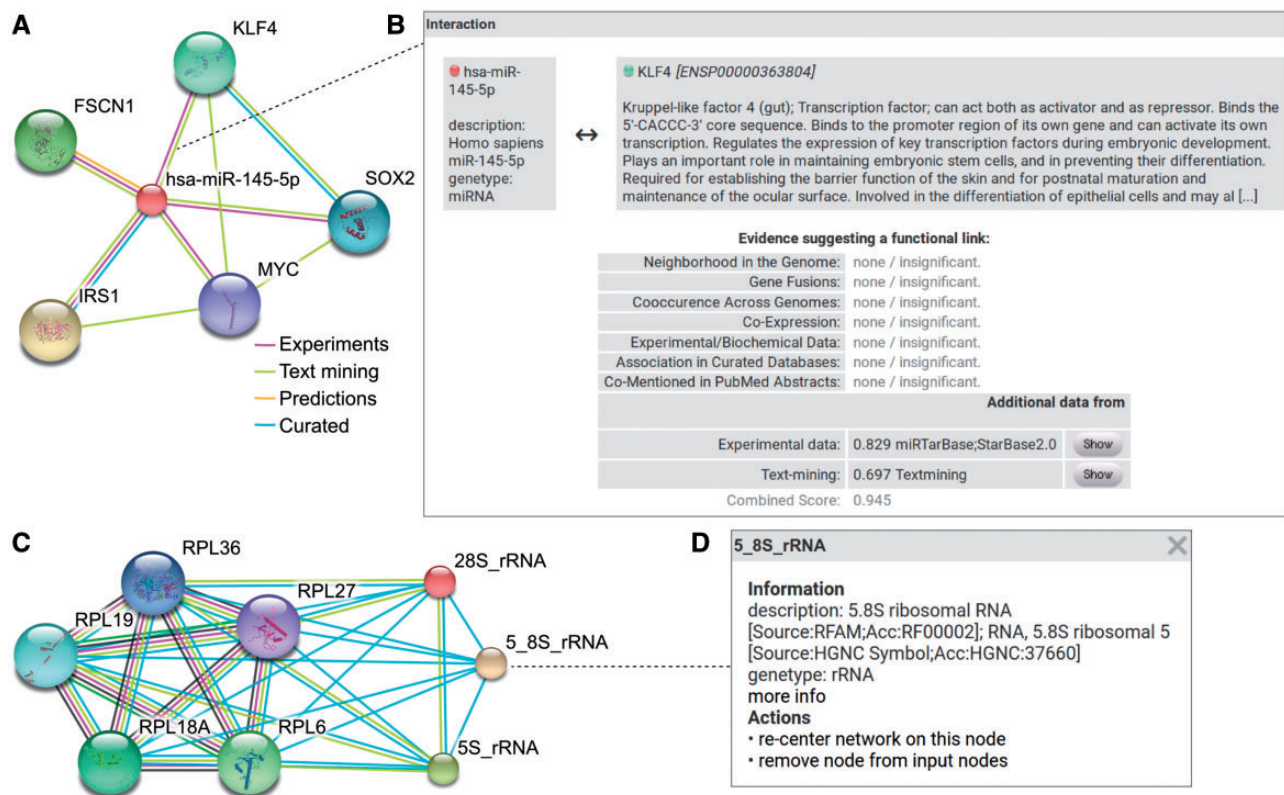 A
KLF4
FSCN1
hsa-miR-145-5p
SOX2
MYC
IRS1
Experiments
Text mining
Predictions
Curated
B
Interaction
hsa-miR-
145-5p
description:
Homo sapiens
miR-145-5p
genetype:
miRNA
↔
KLF4 [ENSP00000363804]
Kruppel-like factor 4 (gut); Transcription factor; can act both as activator and as repressor. Binds the
5'-CACCC-3' core sequence. Binds to the promoter region of its own gene and can activate its own
transcription. Regulates the expression of key transcription factors during embryonic development.
Plays an important role in maintaining embryonic stem cells, and in preventing their differentiation.
Required for establishing the barrier function of the skin and for postnatal maturation and
maintenance of the ocular surface. Involved in the differentiation of epithelial cells and may al [...]
Evidence suggesting a functional link:
Neighborhood in the Genome: none / insignificant.
Gene Fusions: none / insignificant.
Cooccurence Across Genomes: none / insignificant.
Co-Expression: none / insignificant.
Experimental/Biochemical Data: none / insignificant.
Association in Curated Databases: none / insignificant.
Co-Mentioned in PubMed Abstracts: none / insignificant.
Additional data from
Experimental data: 0.829 miRTarBase;StarBase2.0 Show
Text-mining: 0.697 Textmining Show
Combined Score: 0.945
C
RPL36
28S_rRNA
RPL27
RPL19
5_8S_rRNA
RPL18A
RPL6
5S_rRNA
D
5_8S_rRNA
Information
description: 5.8S ribosomal RNA
[Source:RFAM;Acc:RF00002]; RNA, 5.8S ribosomal 5
[Source:HGNC Symbol;Acc:HGNC:37660]
genetype: rRNA
more info
Actions
• re-center network on this node
• remove node from input nodes